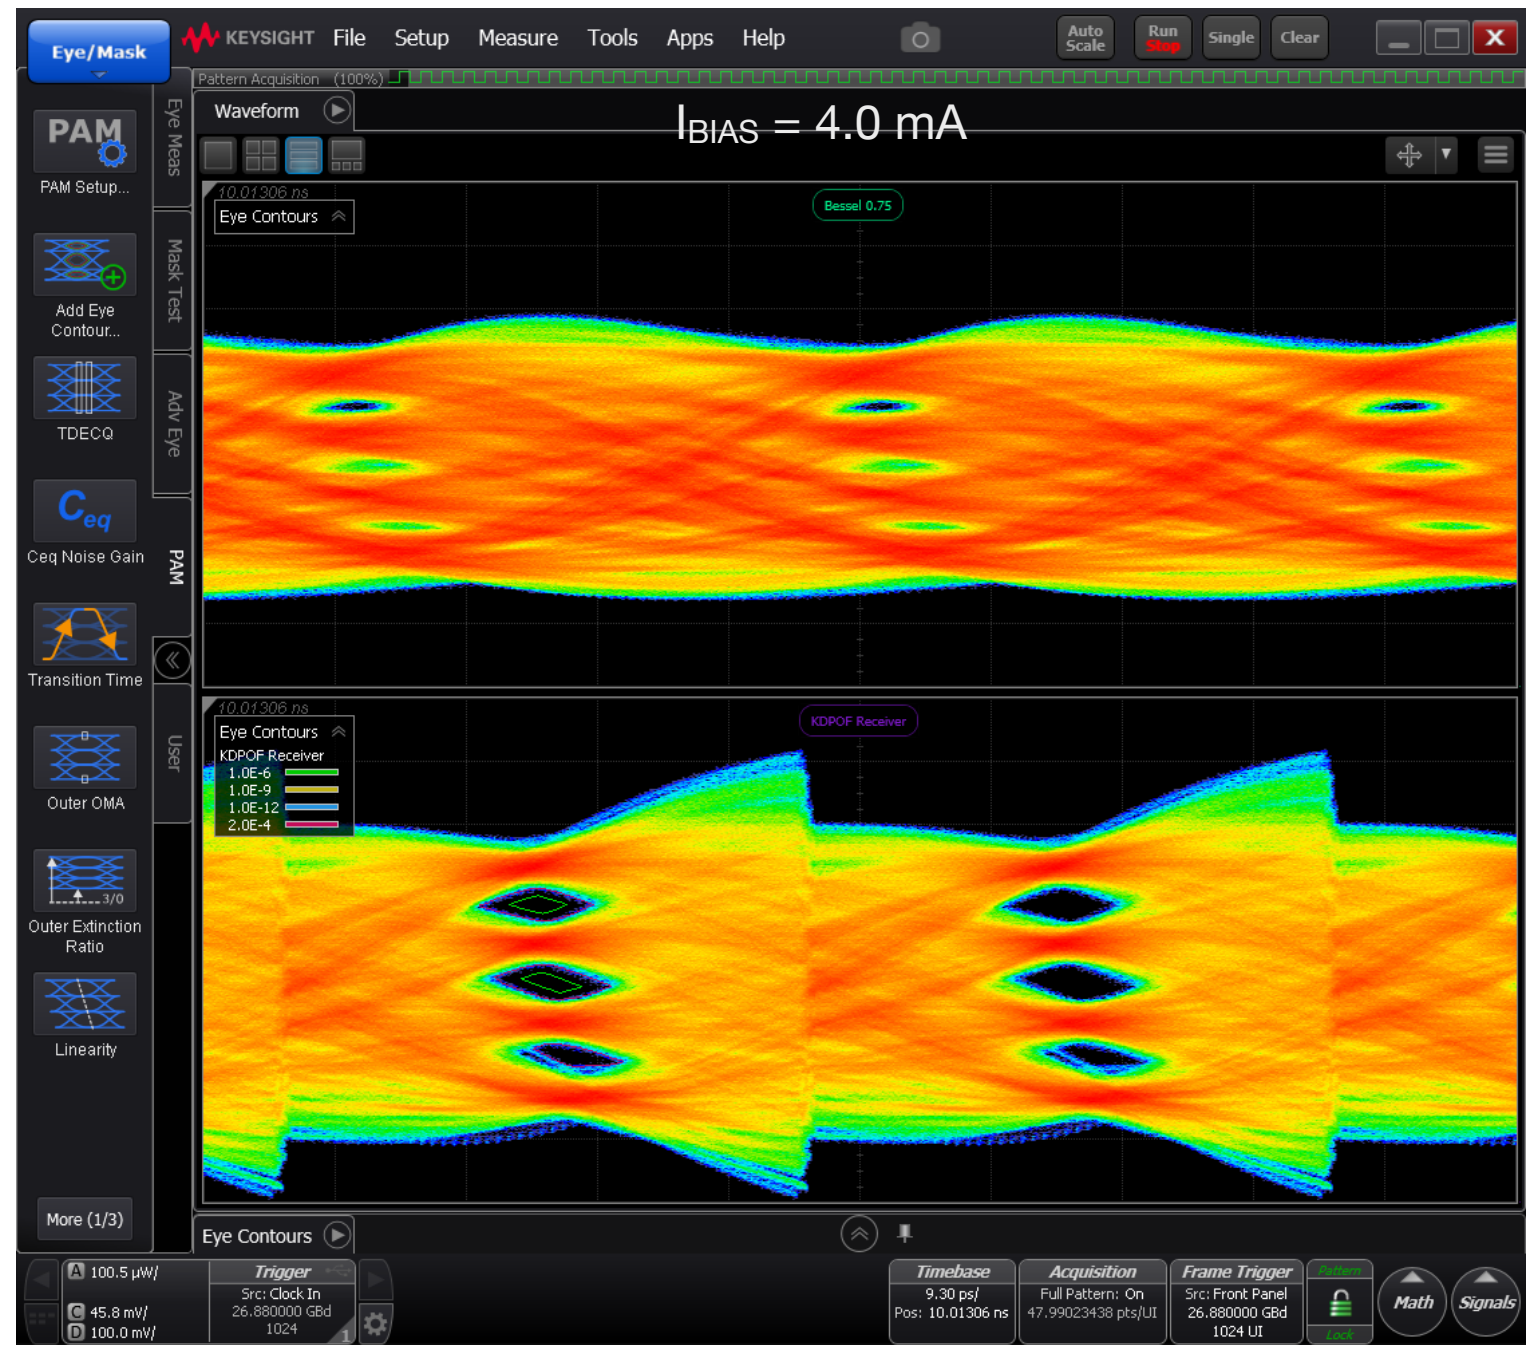 Eye/Mask
KEYSIGHT File Setup Measure Tools Apps Help
Auto Scale
Run Stop
Single
Clear
X
Pattern Acquisition (100%)
Waveform
I_BIAS = 4.0 mA
PAM
PAM Setup...
Add Eye
Contour...
TDECQ
Ceq
Ceq Noise Gain
Transition Time
Outer OMA
3/0
Outer Extinction
Ratio
Linearity
More (1/3)
Eye Meas
Mask Test
Adv Eye
PAM
User
10.01306 ns
Eye Contours
Bessel 0.75
10.01306 ns
Eye Contours
KDPOF Receiver
1.0E-6
1.0E-9
1.0E-12
2.0E-4
KDPOF Receiver
Eye Contours
A 100.5 µW/
C 45.8 mV/
D 100.0 mV/
Trigger
Src: Clock In
26.880000 GBd
1024
1
Timebase
9.30 ps/
Pos: 10.01306 ns
Acquisition
Full Pattern: On
47.99023438 pts/UI
Frame Trigger
Src: Front Panel
26.880000 GBd
1024 UI
Pattern
Lock
Math
Signals